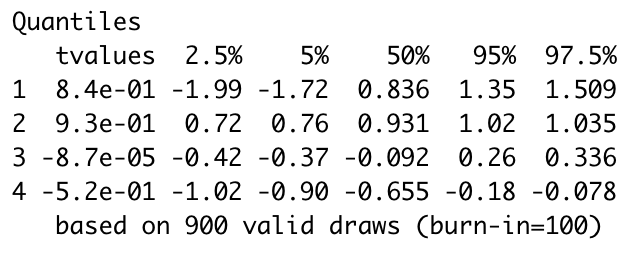 Quantiles
tvalues 2.5% 5% 50% 95% 97.5%
1 8.4e-01 -1.99 -1.72 0.836 1.35 1.509
2 9.3e-01 0.72 0.76 0.931 1.02 1.035
3 -8.7e-05 -0.42 -0.37 -0.092 0.26 0.336
4 -5.2e-01 -1.02 -0.90 -0.655 -0.18 -0.078
based on 900 valid draws (burn-in=100)